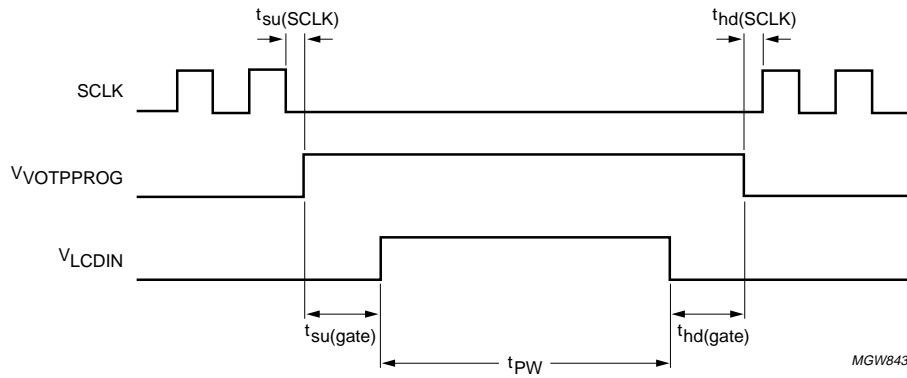 tsu(SCLK)
thd(SCLK)
SCLK
VVOTPPROG
VLCDIN
tsu(gate)
thd(gate)
tPW
MGW843